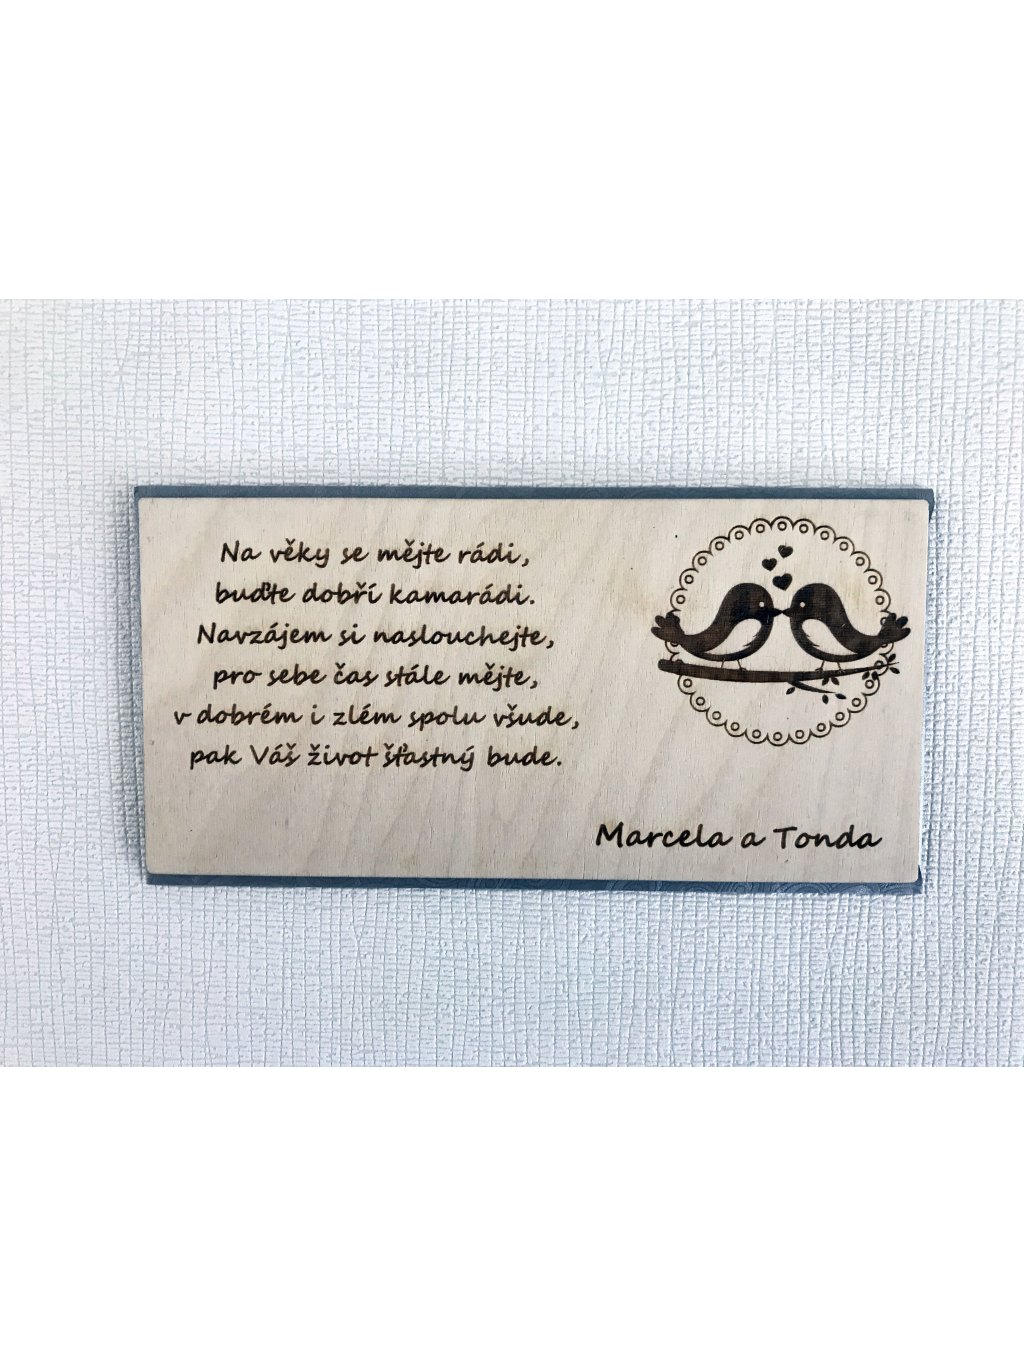 Na věky se mějte rádi,
buďte dobří kamarádi.
Navzájem si naslouchejte,
pro sebe čas stále mějte,
v dobrém i zlém spolu všude,
pak Váš život šťastný bude.
Marcela a Tonda